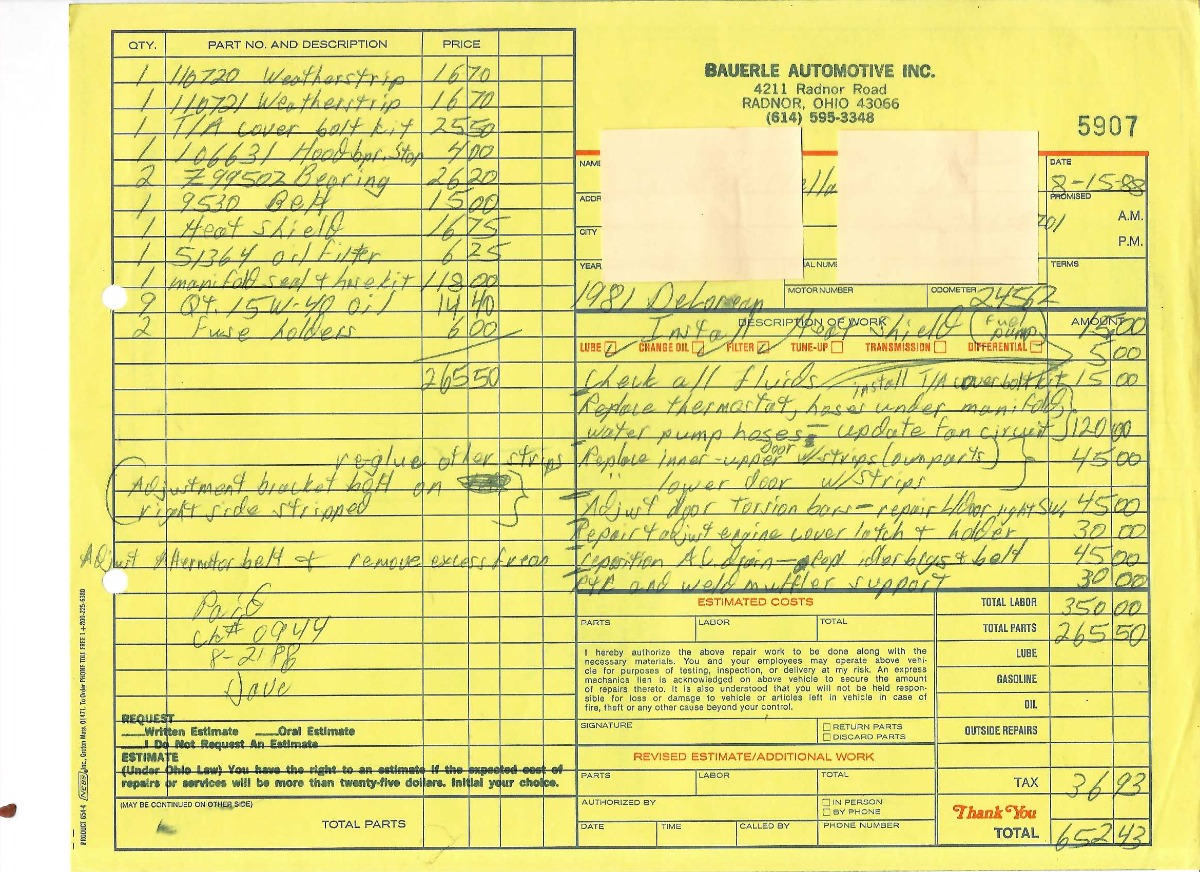 QTY. PART NO. AND DESCRIPTION PRICE
1 110720 Weatherstrip 16 70
1 110721 Weatherstrip 16 70
1 T/A cover bolt kit 25 50
1 106631 Hood bpr. Stop 4 00
2 Z99502 Bearing 26 20
1 9530 Belt 15 00
1 Heat shield 16 75
1 51364 oil filter 6 25
1 manifold seal & hose kit 118 00
9 Qt. 15W-40 oil 14 40
2 Fuse holders 6 00
265 50
re-glue other strips
Adjustment bracket bolt on
right side stripped
Adjust Alternator belt & remove excess freon
Paid
Ch# 0944
8-21 88
Dave
REQUEST
Written Estimate Oral Estimate
I Do Not Request An Estimate
ESTIMATE
(Under Ohio Law) You have the right to an estimate if the expected cost of
repairs or services will be more than twenty-five dollars. Initial your choice.
(MAY BE CONTINUED ON OTHER SIDE)
TOTAL PARTS
BAUERLE AUTOMOTIVE INC.
4211 Radnor Road
RADNOR, OHIO 43066
(614) 595-3348
5907
NAME
DATE
8-15-88
ADDR
PROMISED
A.M.
CITY
P.M.
YEAR
TERMS
1981 DeLorean MOTOR NUMBER ODOMETER 24562
DESCRIPTION OF WORK AMOUNT
Install Heat Shield (Fuel Pump) 15 00
LUBE CHANGE OIL FILTER TUNE-UP TRANSMISSION DIFFERENTIAL 5 00
Check all fluids install T/A cover bolt kit 15 00
Replace thermostat, hoses under manifold,
water pump hoses - update fan circuit 120 00
Replace inner-upper door w/strips (own parts) 45 00
" lower door w/strips
Adjust door torsion bars - repair 45 00
Repair & adjust engine cover latch & holder 30 00
reposition A.C. idler brgs & belt 45 00
and weld muffler support 30 00
ESTIMATED COSTS
PARTS LABOR TOTAL
I hereby authorize the above repair work to be done along with the
necessary materials. You and your employees may operate above vehi-
cle for purposes of testing, inspection, or delivery at my risk. An express
mechanics lien is acknowledged on above vehicle to secure the amount
of repairs thereto. It is also understood that you will not be held respon-
sible for loss or damage to vehicle or articles left in vehicle in case of
fire, theft or any other cause beyond your control.
SIGNATURE
RETURN PARTS
DISCARD PARTS
REVISED ESTIMATE/ADDITIONAL WORK
PARTS LABOR TOTAL
AUTHORIZED BY
IN PERSON
BY PHONE
DATE TIME CALLED BY PHONE NUMBER
TOTAL LABOR 350 00
TOTAL PARTS 265 50
LUBE
GASOLINE
OIL
OUTSIDE REPAIRS
TAX 36 93
Thank You
TOTAL 652 43